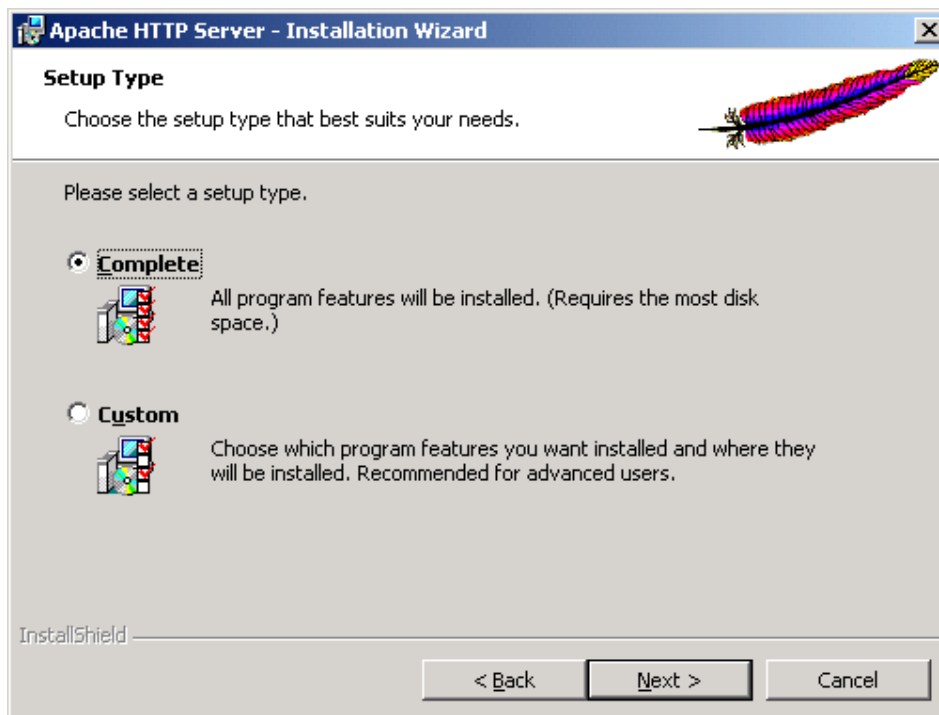 Apache HTTP Server - Installation Wizard
Setup Type
Choose the setup type that best suits your needs.
Please select a setup type.
Complete
All program features will be installed. (Requires the most disk
space.)
Custom
Choose which program features you want installed and where they
will be installed. Recommended for advanced users.
InstallShield
< Back
Next >
Cancel